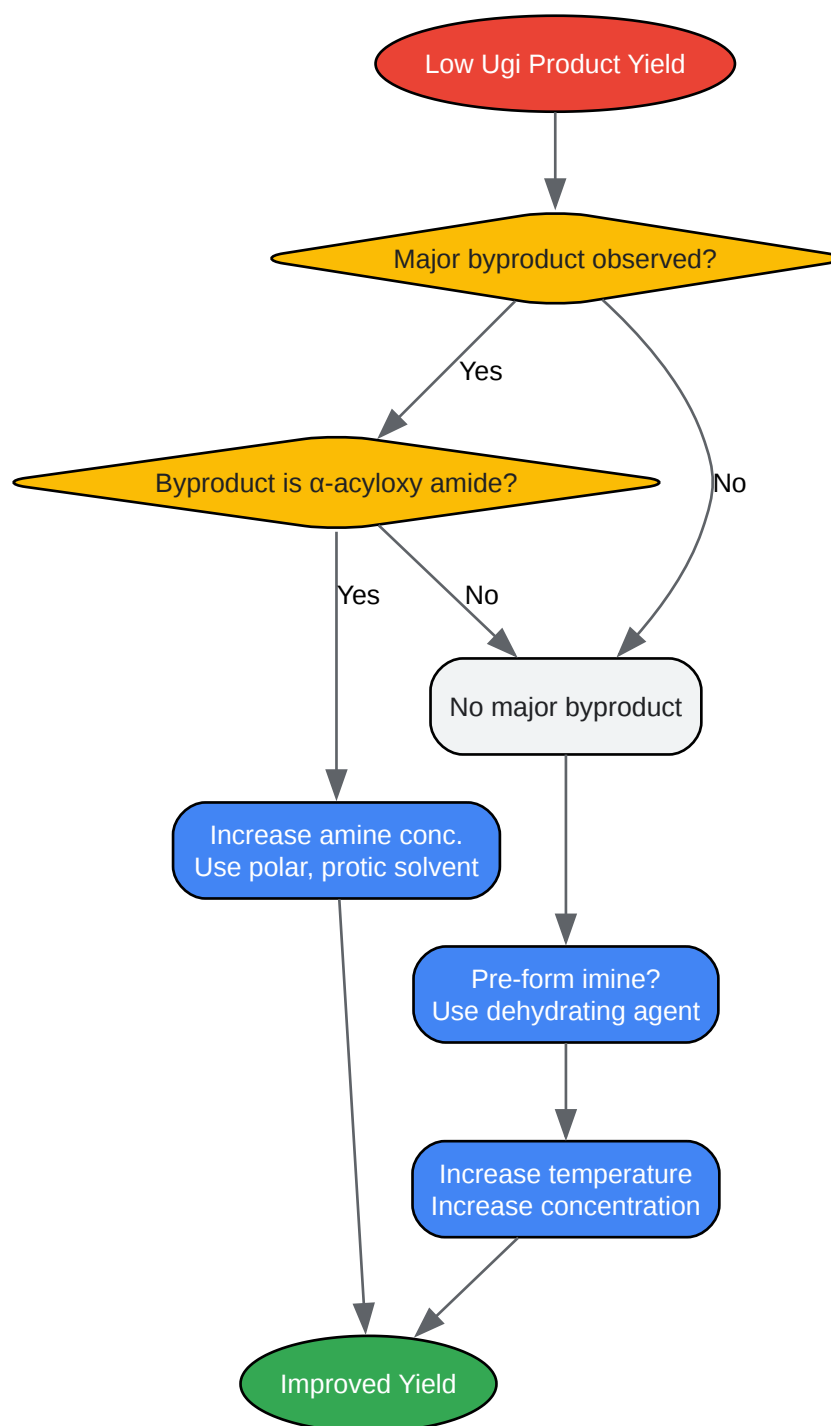 Low Ugi Product Yield
Major byproduct observed?
Yes
Byproduct is α-acyloxy amide?
No
Yes
No
No major byproduct
Increase amine conc.
Use polar, protic solvent
Pre-form imine?
Use dehydrating agent
Increase temperature
Increase concentration
Improved Yield